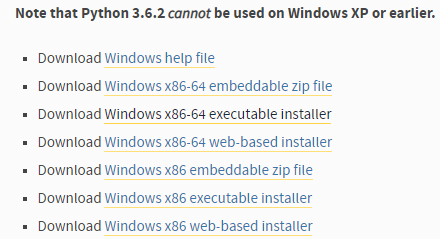 Note that Python 3.6.2 cannot be used on Windows XP or earlier.
Download Windows help file
Download Windows x86-64 embeddable zip file
Download Windows x86-64 executable installer
Download Windows x86-64 web-based installer
Download Windows x86 embeddable zip file
Download Windows x86 executable installer
Download Windows x86 web-based installer